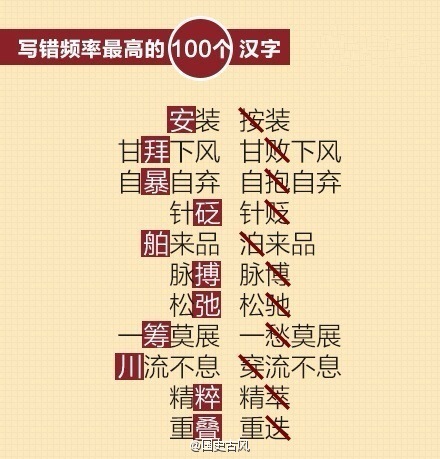 写错频率最高的100个汉字
安装 按装
甘拜下风 甘败下风
自暴自弃 自抱自弃
针砭 针贬
舶来品 泊来品
脉搏 脉博
松弛 松驰
一筹莫展 一愁莫展
川流不息 穿流不息
精粹 精萃
重叠 重迭
@国史古风